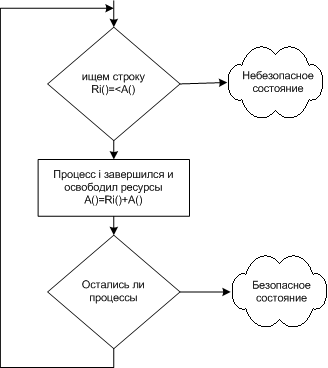 ищем строку
Ri()=<A()
Небезопасное
состояние
Процесс i завершился и
освободил ресурсы
A()=Ri()+A()
Остались ли
процессы
Безопасное
состояние